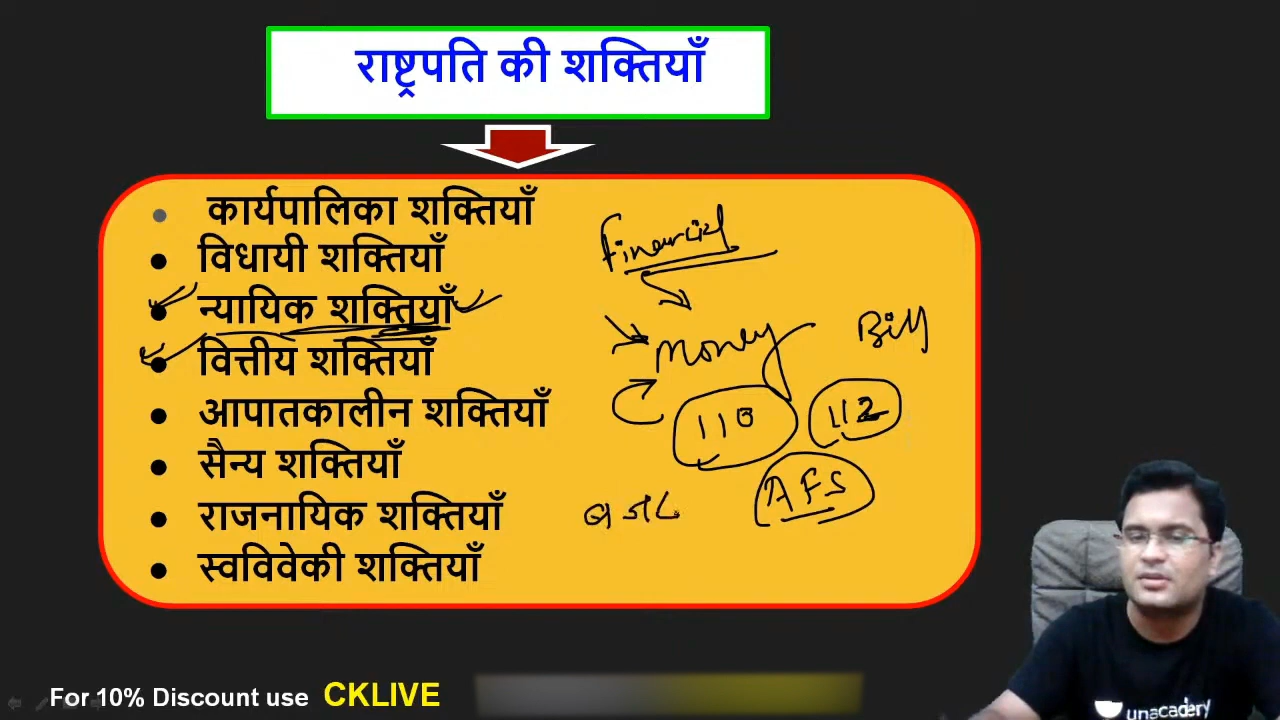 राष्ट्रपति की शक्तियाँ
कार्यपालिका शक्तियाँ
विधायी शक्तियाँ
न्यायिक शक्तियाँ
वित्तीय शक्तियाँ
आपातकालीन शक्तियाँ
सैन्य शक्तियाँ
राजनायिक शक्तियाँ
स्वविवेकी शक्तियाँ
Financial
Money Bill
110 112
बजट AFS
For 10% Discount use CKLIVE
unacademy